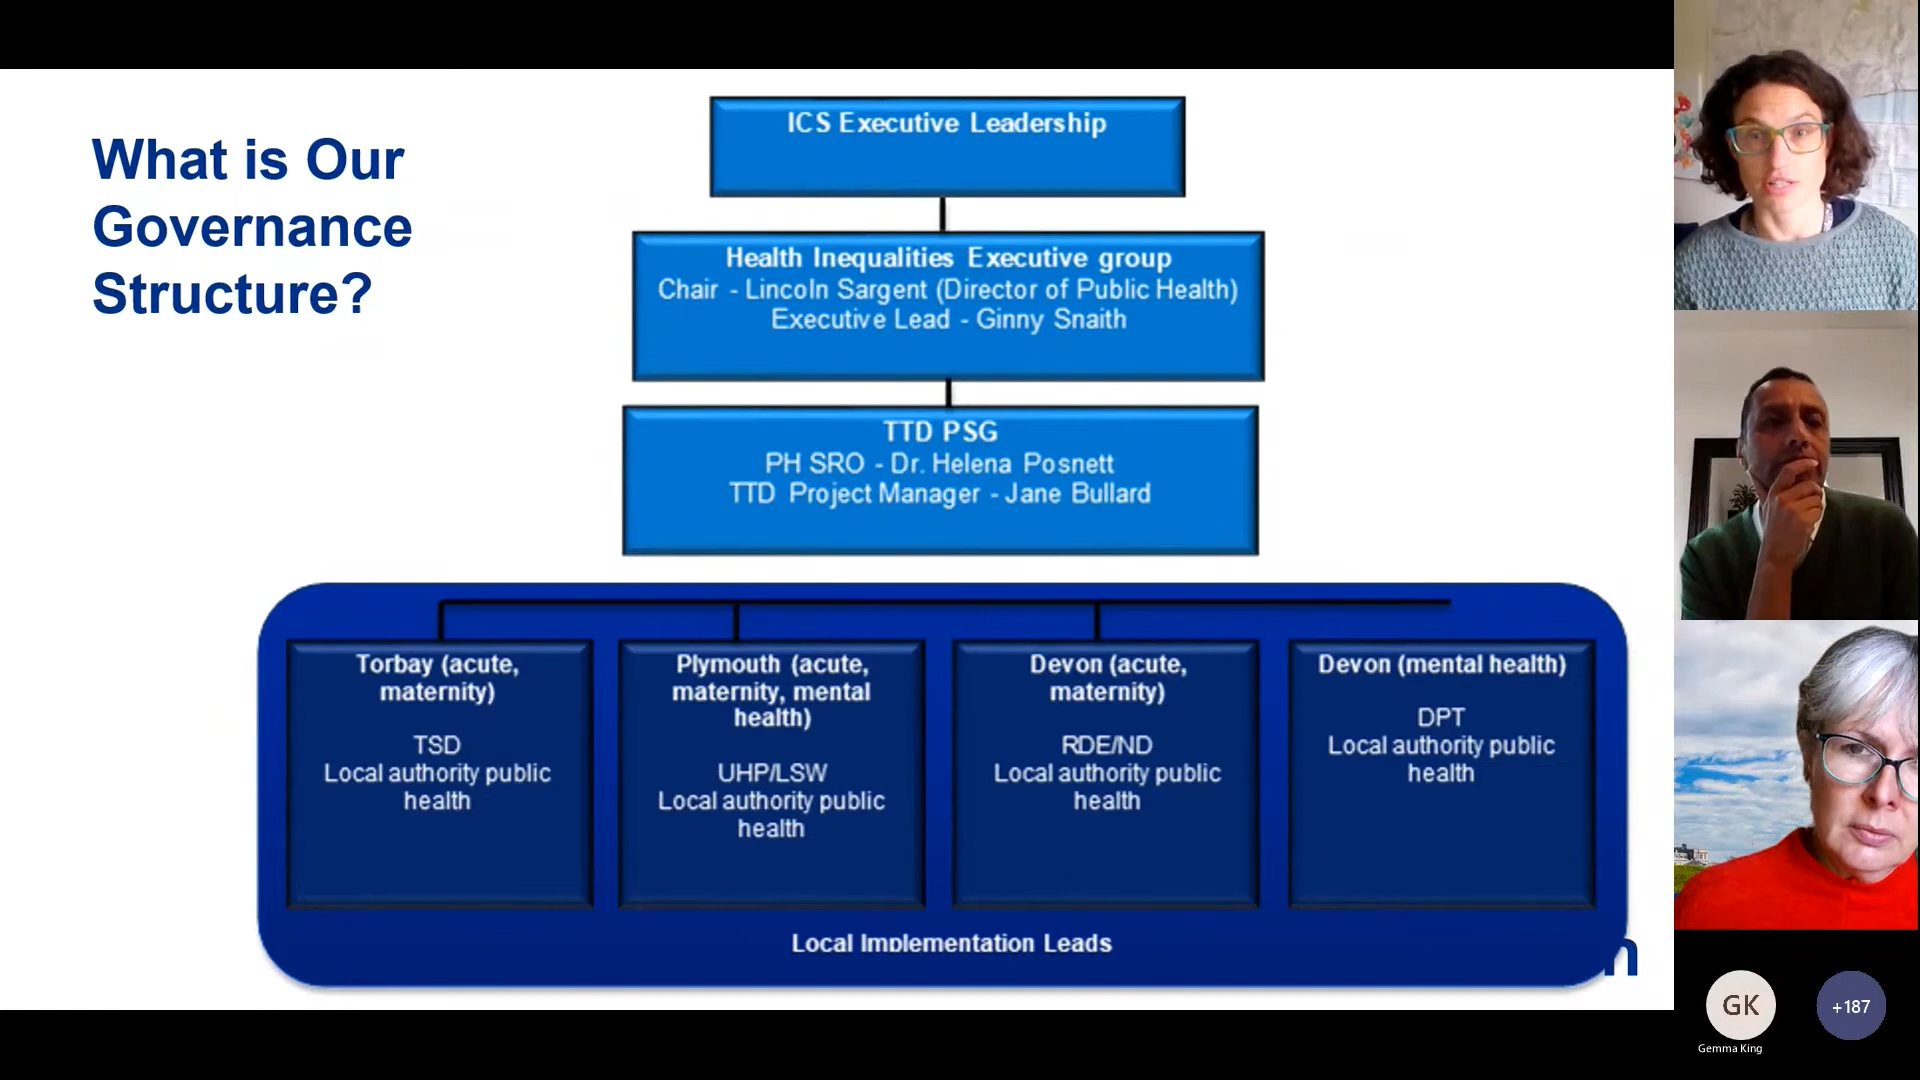 What is Our
Governance
Structure?
ICS Executive Leadership
Health Inequalities Executive group
Chair - Lincoln Sargent (Director of Public Health)
Executive Lead - Ginny Snaith
TTD PSG
PH SRO - Dr. Helena Posnett
TTD Project Manager - Jane Bullard
Torbay (acute,
maternity)
TSD
Local authority public
health
Plymouth (acute,
maternity, mental
health)
UHP/LSW
Local authority public
health
Devon (acute,
maternity)
RDE/ND
Local authority public
health
Devon (mental health)
DPT
Local authority public
health
Local Implementation Leads
n
GK
+187
Gemma King